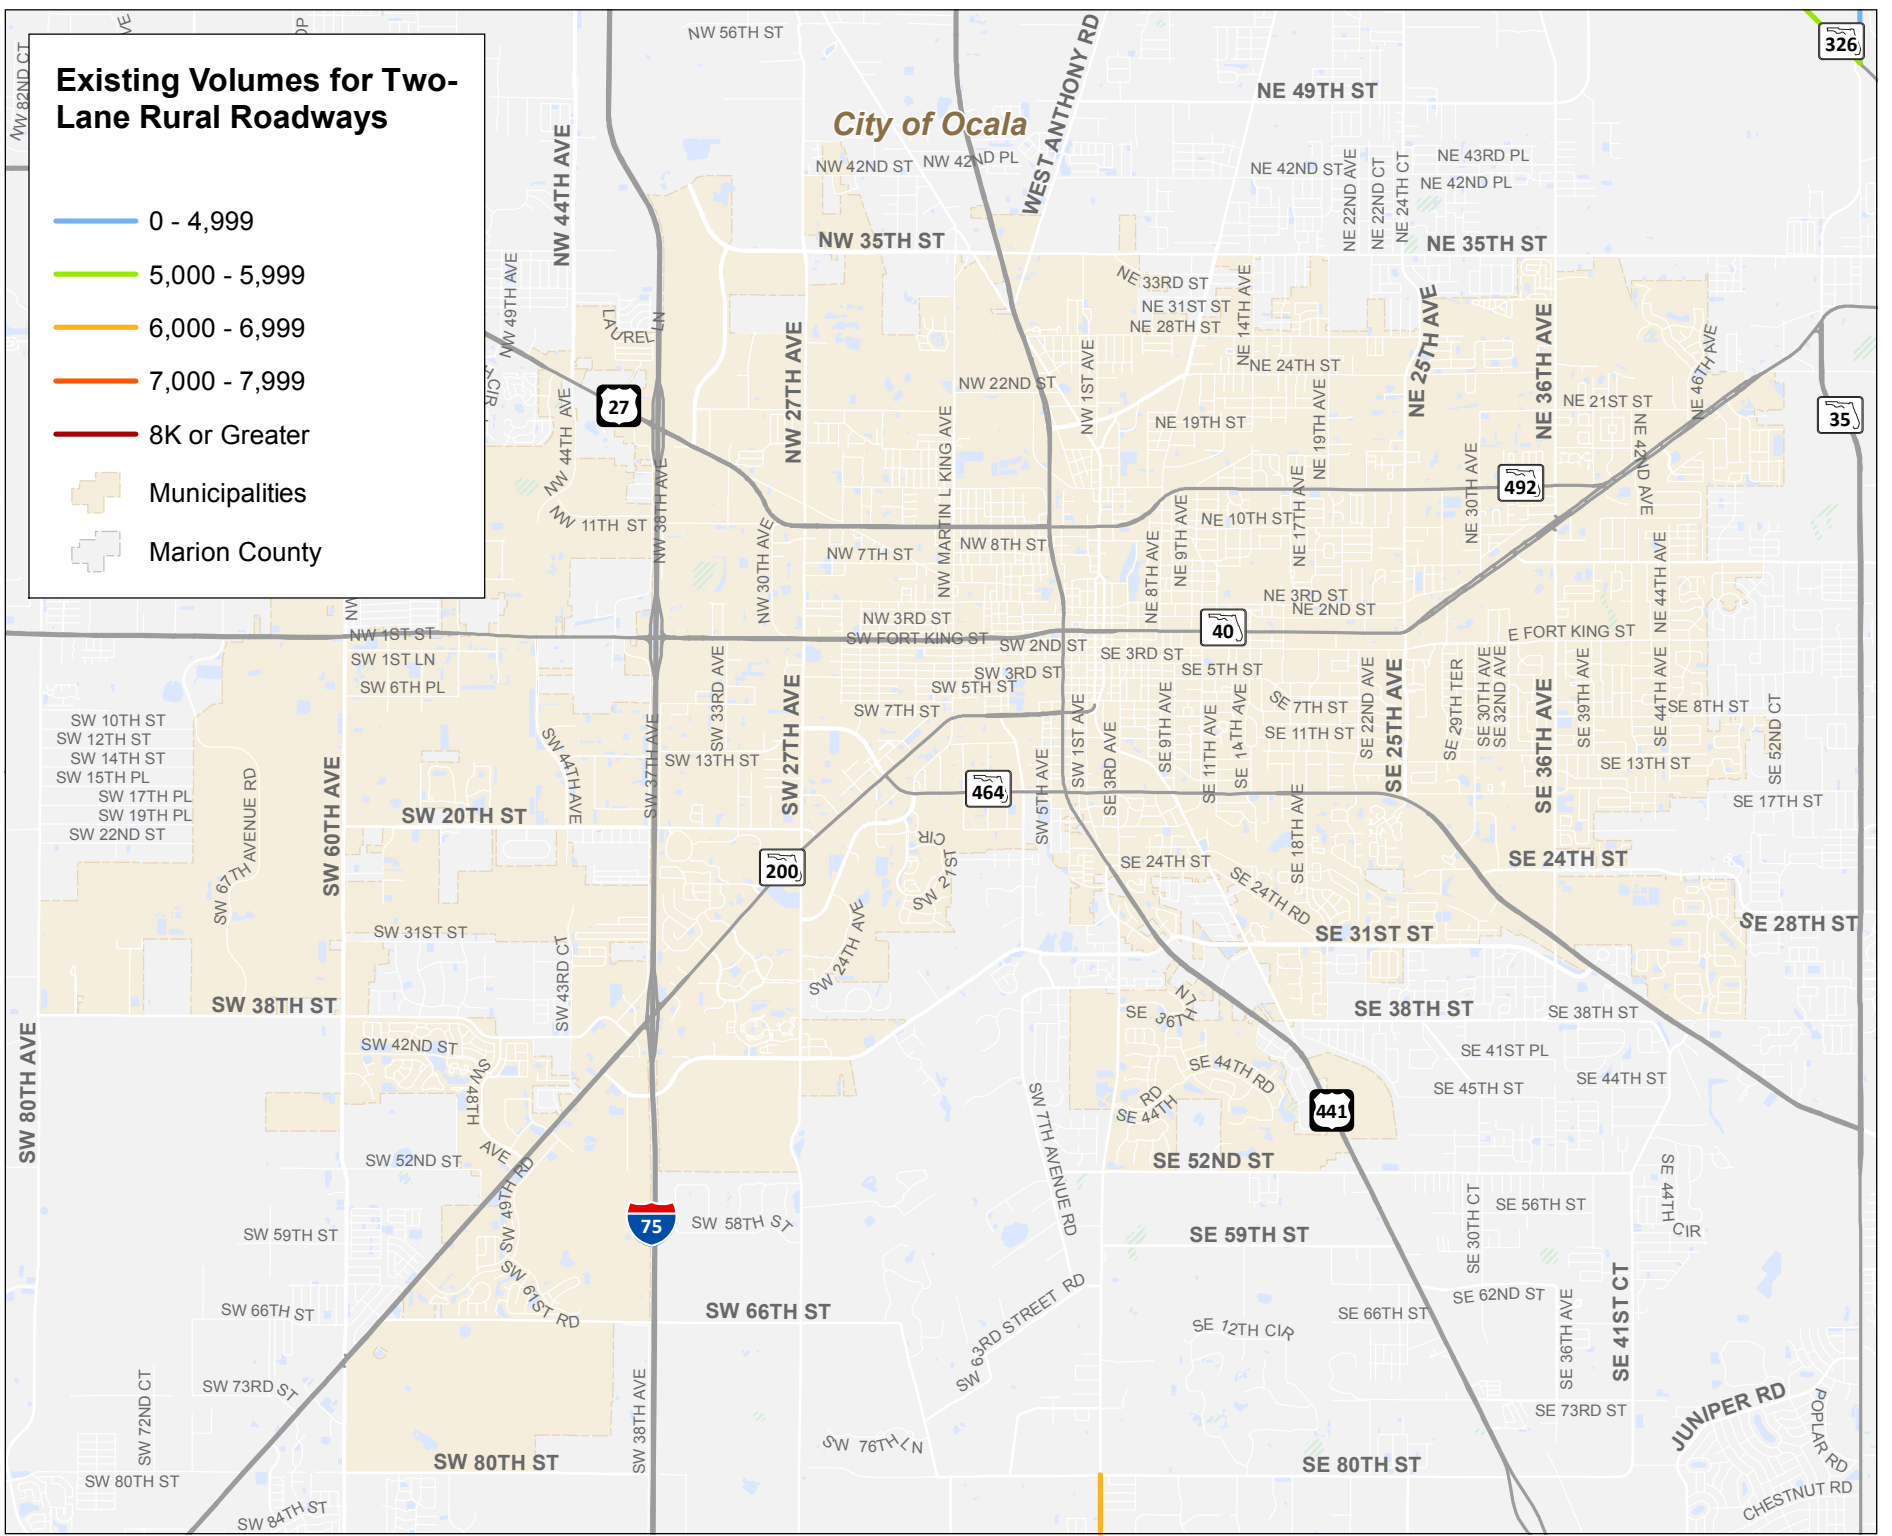 Existing Volumes for Two-
Lane Rural Roadways
0 - 4,999
5,000 - 5,999
6,000 - 6,999
7,000 - 7,999
8K or Greater
Municipalities
Marion County
NW 82ND CT
NW 56TH ST
WEST ANTHONY RD
326
NE 49TH ST
City of Ocala
NW 44TH AVE
NW 42ND ST
NW 42ND PL
NE 42ND ST
NE 22ND AVE
NE 22ND CT
NE 24TH CT
NE 43RD PL
NE 42ND PL
NW 35TH ST
NE 35TH ST
NW 49TH AVE
LAUREL LN
NE 33RD ST
NE 31ST ST
NE 28TH ST
NE 14TH AVE
NE 25TH AVE
NE 36TH AVE
NE 46TH AVE
NW 27TH AVE
NW 1ST AVE
NE 24TH ST
NW 22ND ST
27
NW 44TH AVE
NE 19TH ST
NE 19TH AVE
NE 21ST ST
NE 42ND AVE
35
NW MARTIN L KING AVE
NW 38TH AVE
NW 11TH ST
NW 30TH AVE
NE 30TH AVE
492
NE 17TH AVE
NE 10TH ST
NE 9TH AVE
NE 8TH AVE
NW 7TH ST
NW 8TH ST
NE 44TH AVE
NE 3RD ST
NE 2ND ST
NW 3RD ST
40
NW 1ST ST
SW FORT KING ST
SW 2ND ST
E FORT KING ST
SW 1ST LN
SW 6TH PL
SE 3RD ST
SE 5TH ST
SW 3RD ST
SW 5TH ST
SW 33RD AVE
SW 27TH AVE
SW 7TH ST
SE 9TH AVE
SE 11TH AVE
SE 14TH AVE
SE 7TH ST
SE 22ND AVE
SE 25TH AVE
SE 29TH TER
SE 30TH AVE
SE 32ND AVE
SE 36TH AVE
SE 39TH AVE
SE 44TH AVE
SE 8TH ST
SE 52ND CT
SW 10TH ST
SW 12TH ST
SW 14TH ST
SW 15TH PL
SW 17TH PL
SW 19TH PL
SW 22ND ST
SW 67TH AVENUE RD
SW 60TH AVE
SW 44TH AVE
SW 37TH AVE
SW 13TH ST
SW 5TH AVE
SW 1ST AVE
SE 3RD AVE
SE 11TH ST
SE 13TH ST
464
SE 17TH ST
SW 20TH ST
SE 18TH AVE
200
SW 21ST CIR
SE 24TH ST
SE 24TH RD
SE 24TH ST
SW 24TH AVE
SW 31ST ST
SE 31ST ST
SE 28TH ST
SW 43RD CT
SW 38TH ST
SE 36TH LN
SE 38TH ST
SE 38TH ST
SW 80TH AVE
SW 42ND ST
SW 48TH AVE
SE 44TH RD
SE 41ST PL
SE 45TH ST
SE 44TH ST
SE 44TH RD
441
SW 7TH AVENUE RD
SW 52ND ST
SW 49TH RD
SE 52ND ST
SE 44TH CIR
75
SW 58TH ST
SW 59TH ST
SE 59TH ST
SE 30TH CT
SE 56TH ST
SW 61ST RD
SW 63RD STREET RD
SE 62ND ST
SW 66TH ST
SW 66TH ST
SE 12TH CIR
SE 66TH ST
SE 36TH AVE
SE 41ST CT
SW 73RD ST
SW 72ND CT
SW 38TH AVE
SE 73RD ST
JUNIPER RD
POPLAR RD
SW 76TH LN
SW 80TH ST
SW 80TH ST
SE 80TH ST
CHESTNUT RD
SW 84TH ST